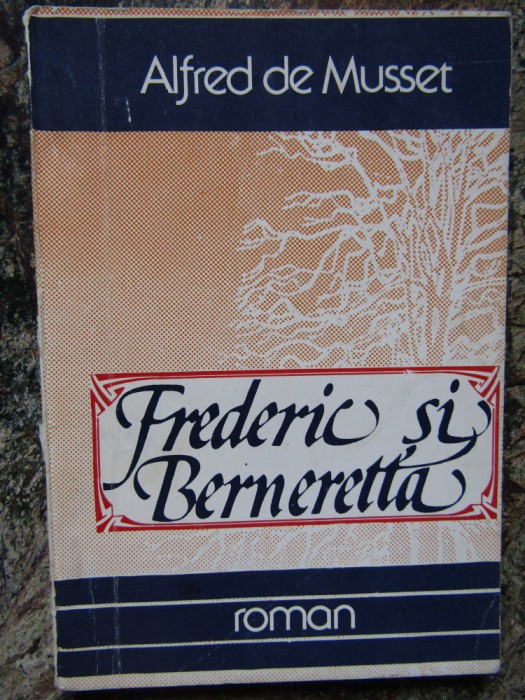 Alfred de Musset
Frederic și
Berneretta
roman